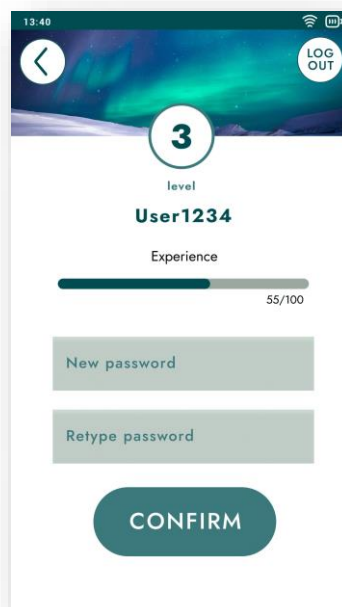 13:40
LOG
OUT
3
level
User1234
Experience
55/100
New password
Retype password
CONFIRM